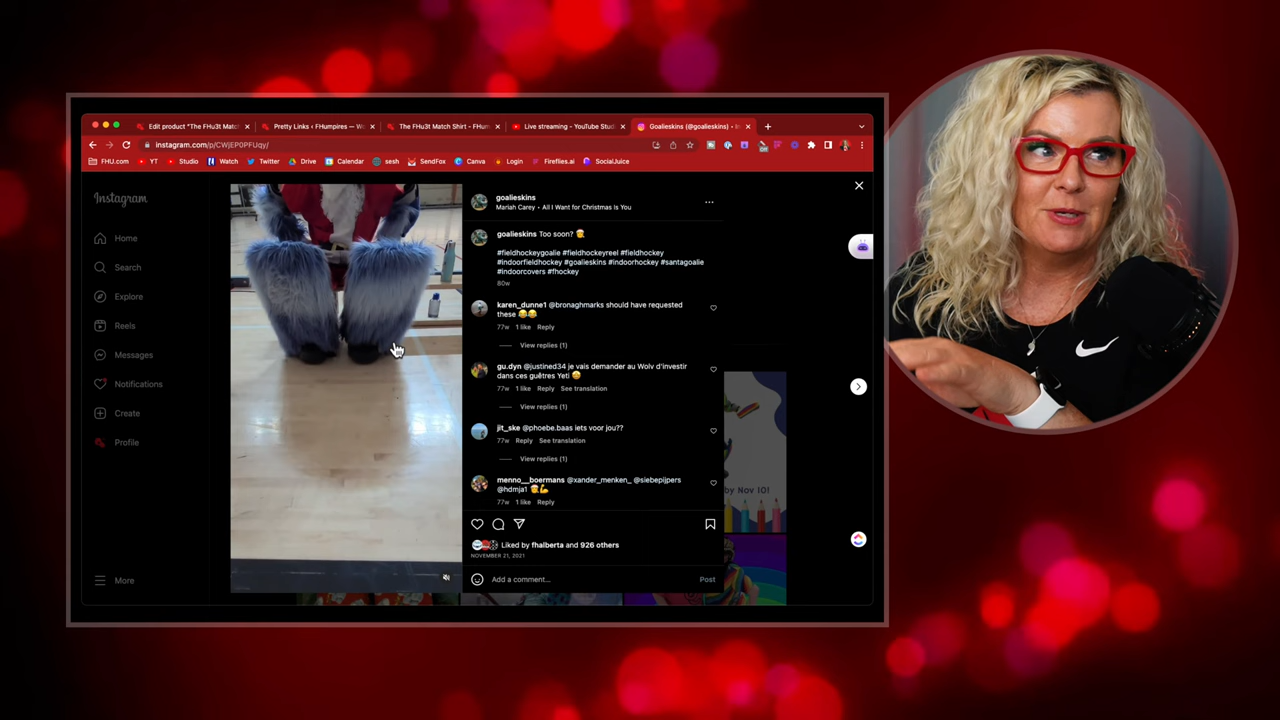 Edit product "The FHu3t Matc
Pretty Links ‹ FHumpires — Wo
The FHu3t Match Shirt - FHum
Live streaming - YouTube Stud
Goalieskins (@goalieskins) • In
instagram.com/p/CWjEP0PFUqy/
FHU.com
YT
Studio
Watch
Twitter
Drive
Calendar
sesh
SendFox
Canva
Login
Fireflies.ai
SocialJuice
Instagram
Home
Search
Explore
Reels
Messages
Notifications
Create
Profile
More
goalieskins
Mariah Carey • All I Want for Christmas Is You
goalieskins Too soon? 🎅
#fieldhockeygoalie #fieldhockeyreel #fieldhockey
#indoorfieldhockey #goalieskins #indoorhockey #santagoalie
#indoorcovers #fhockey
80w
karen_dunne1 @bronaghmarks should have requested
these 😂😂
77w 1 like Reply
View replies (1)
gu.dyn @justined34 je vais demander au Wolv d'investir
dans ces guêtres Yeti
77w 1 like Reply See translation
View replies (1)
jit_ske @phoebe.baas iets voor jou??
77w Reply See translation
View replies (1)
menno__boermans @xander_menken_ @siebepijpers
@hdmja1 🎅💪
77w 1 like Reply
Liked by fhalberta and 926 others
NOVEMBER 21, 2021
Add a comment...
Post
by Nov 10!